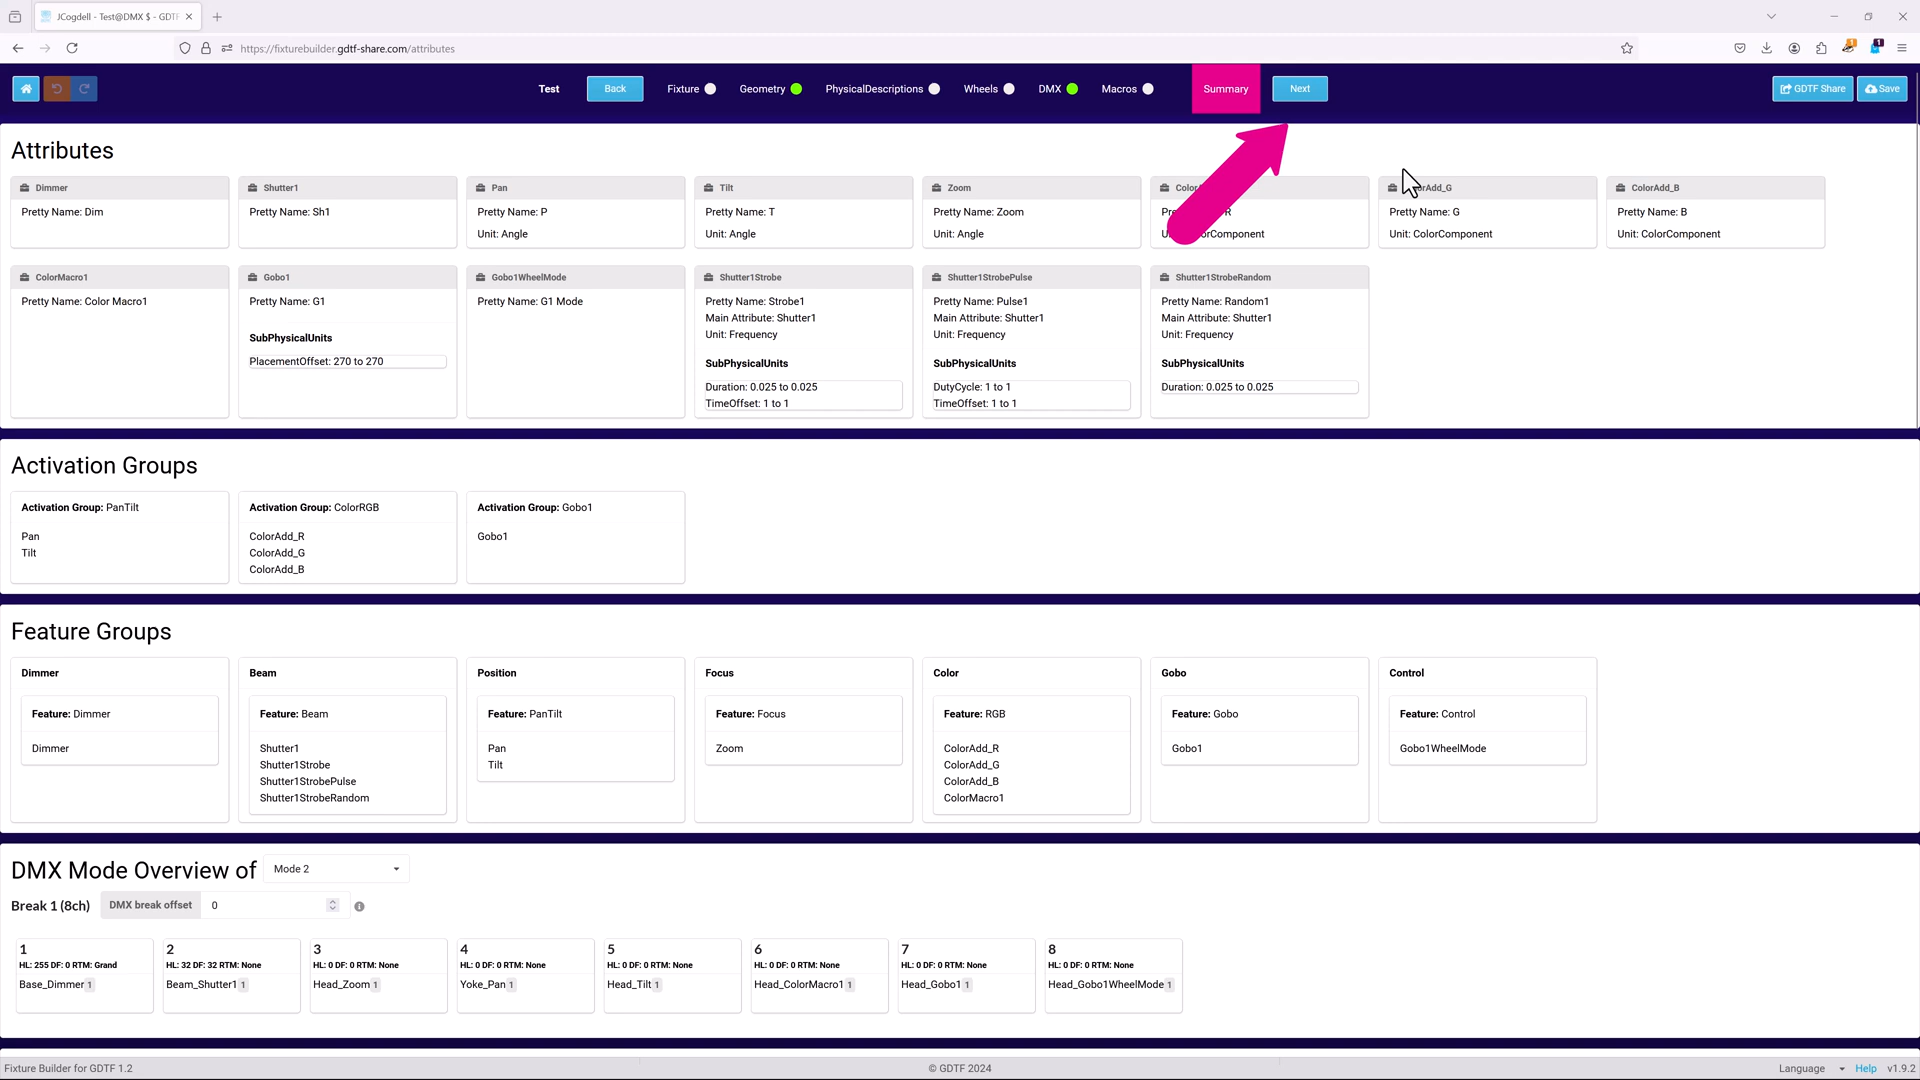 JCogdell - Test@DMX $ - GDTF
https://fixturebuilder.gdtf-share.com/attributes
1
1
Test
Back
Fixture
Geometry
PhysicalDescriptions
Wheels
DMX
Macros
Summary
Next
GDTF Share
Save
Attributes
Dimmer
Pretty Name: Dim
Shutter1
Pretty Name: Sh1
Pan
Pretty Name: P
Unit: Angle
Tilt
Pretty Name: T
Unit: Angle
Zoom
Pretty Name: Zoom
Unit: Angle
R
Pretty Name: G
Unit: ColorComponent
ColorAdd_B
Pretty Name: B
Unit: ColorComponent
ColorMacro1
Pretty Name: Color Macro1
Gobo1
Pretty Name: G1
SubPhysicalUnits
PlacementOffset: 270 to 270
Gobo1WheelMode
Pretty Name: G1 Mode
Shutter1Strobe
Pretty Name: Strobe1
Main Attribute: Shutter1
Unit: Frequency
SubPhysicalUnits
Duration: 0.025 to 0.025
TimeOffset: 1 to 1
Shutter1StrobePulse
Pretty Name: Pulse1
Main Attribute: Shutter1
Unit: Frequency
SubPhysicalUnits
DutyCycle: 1 to 1
TimeOffset: 1 to 1
Shutter1StrobeRandom
Pretty Name: Random1
Main Attribute: Shutter1
Unit: Frequency
SubPhysicalUnits
Duration: 0.025 to 0.025
Activation Groups
Activation Group: PanTilt
Pan
Tilt
Activation Group: ColorRGB
ColorAdd_R
ColorAdd_G
ColorAdd_B
Activation Group: Gobo1
Gobo1
Feature Groups
Dimmer
Feature: Dimmer
Dimmer
Beam
Feature: Beam
Shutter1
Shutter1Strobe
Shutter1StrobePulse
Shutter1StrobeRandom
Position
Feature: PanTilt
Pan
Tilt
Focus
Feature: Focus
Zoom
Color
Feature: RGB
ColorAdd_R
ColorAdd_G
ColorAdd_B
ColorMacro1
Gobo
Feature: Gobo
Gobo1
Control
Feature: Control
Gobo1WheelMode
DMX Mode Overview of Mode 2
Break 1 (8ch) DMX break offset 0
1
HL: 255 DF: 0 RTM: Grand
Base_Dimmer 1
2
HL: 32 DF: 32 RTM: None
Beam_Shutter1 1
3
HL: 0 DF: 0 RTM: None
Head_Zoom 1
4
HL: 0 DF: 0 RTM: None
Yoke_Pan 1
5
HL: 0 DF: 0 RTM: None
Head_Tilt 1
6
HL: 0 DF: 0 RTM: None
Head_ColorMacro1 1
7
HL: 0 DF: 0 RTM: None
Head_Gobo1 1
8
HL: 0 DF: 0 RTM: None
Head_Gobo1WheelMode 1
Fixture Builder for GDTF 1.2
© GDTF 2024
Language
Help
v1.9.2